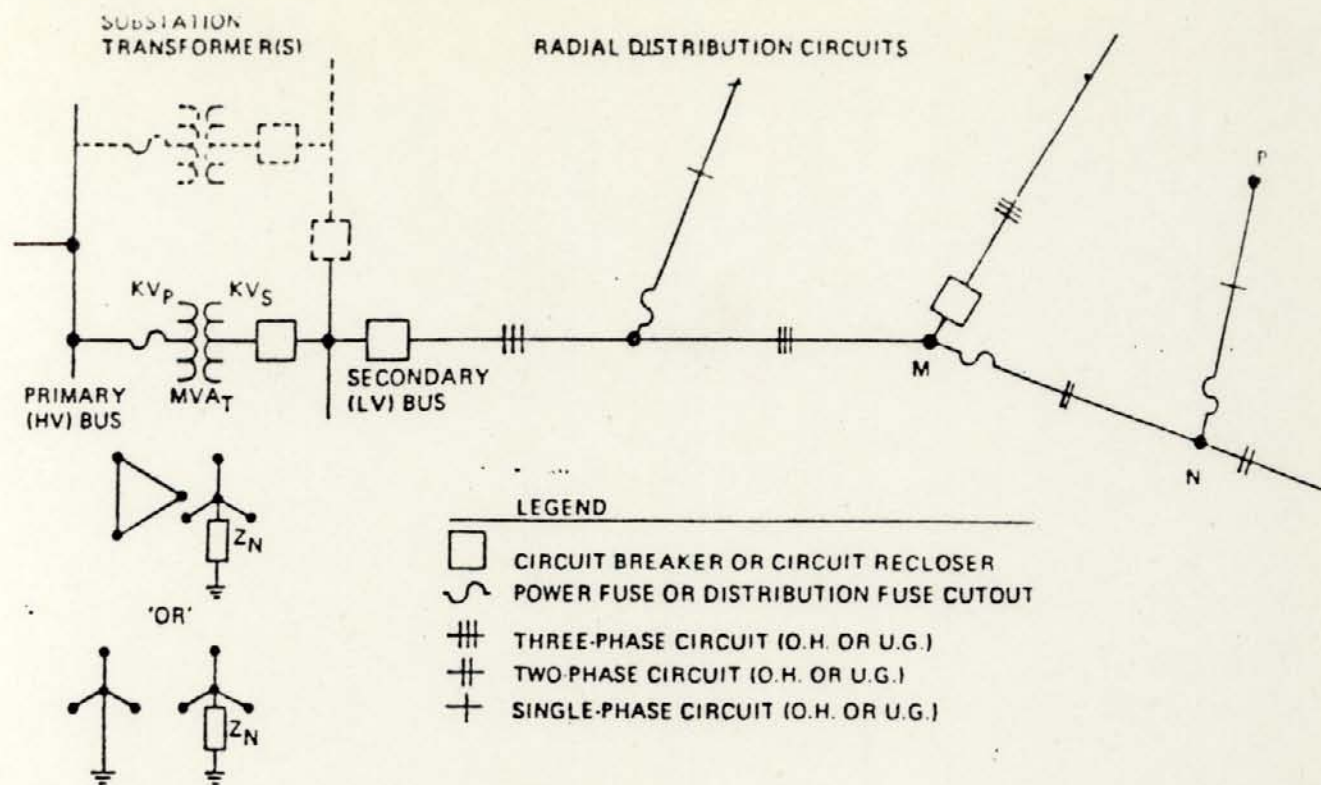 SUBSTATION
TRANSFORMER(S)
RADIAL DISTRIBUTION CIRCUITS
P
KVP
KVS
M
PRIMARY
(HV) BUS
MVAT
SECONDARY
(LV) BUS
N
ZN
'OR'
ZN
LEGEND
CIRCUIT BREAKER OR CIRCUIT RECLOSER
POWER FUSE OR DISTRIBUTION FUSE CUTOUT
THREE-PHASE CIRCUIT (O.H. OR U.G.)
TWO-PHASE CIRCUIT (O.H. OR U.G.)
SINGLE-PHASE CIRCUIT (O.H. OR U.G.)